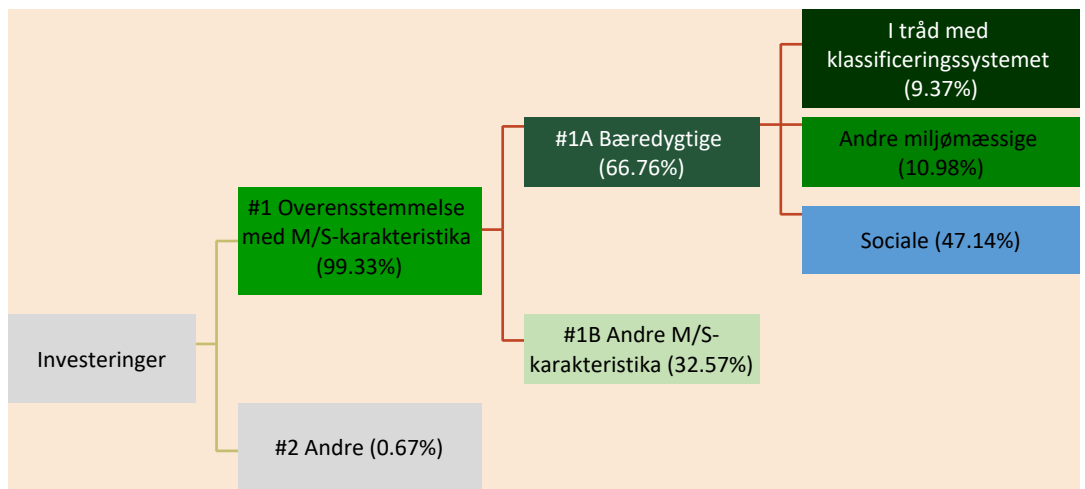 I tråd med
klassificeringssystemet
(9.37%)
#1A Bæredygtige
(66.76%)
Andre miljømæssige
(10.98%)
#1 Overensstemmelse
med M/S-karakteristika
(99.33%)
Sociale (47.14%)
#1B Andre M/S-
karakteristika (32.57%)
Investeringer
#2 Andre (0.67%)